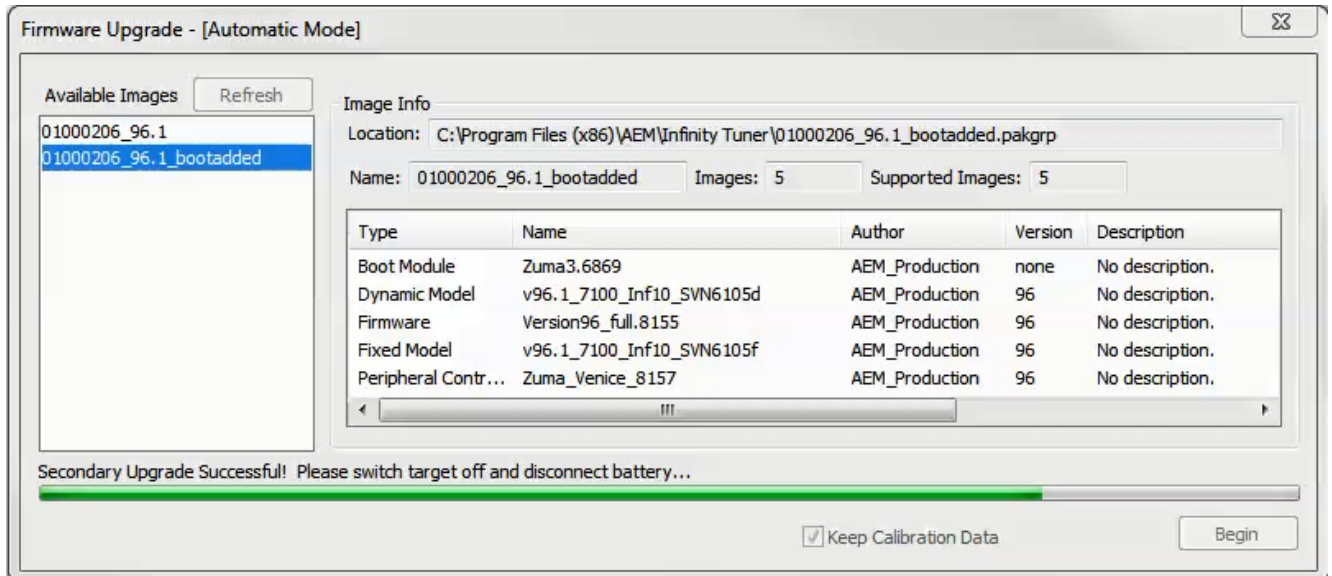 Firmware Upgrade - [Automatic Mode]
Available Images
Refresh
01000206_96.1
01000206_96.1_bootadded
Image Info
Location: C:\Program Files (x86)\AEM\Infinity Tuner\01000206_96.1_bootadded.pakgrp
Name: 01000206_96.1_bootadded Images: 5 Supported Images: 5
Type Name Author Version Description
Boot Module Zuma3.6869 AEM_Production none No description.
Dynamic Model v96.1_7100_Inf10_SVN6105d AEM_Production 96 No description.
Firmware Version96_full.8155 AEM_Production 96 No description.
Fixed Model v96.1_7100_Inf10_SVN6105f AEM_Production 96 No description.
Peripheral Contr... Zuma_Venice_8157 AEM_Production 96 No description.
Secondary Upgrade Successful! Please switch target off and disconnect battery...
Keep Calibration Data
Begin